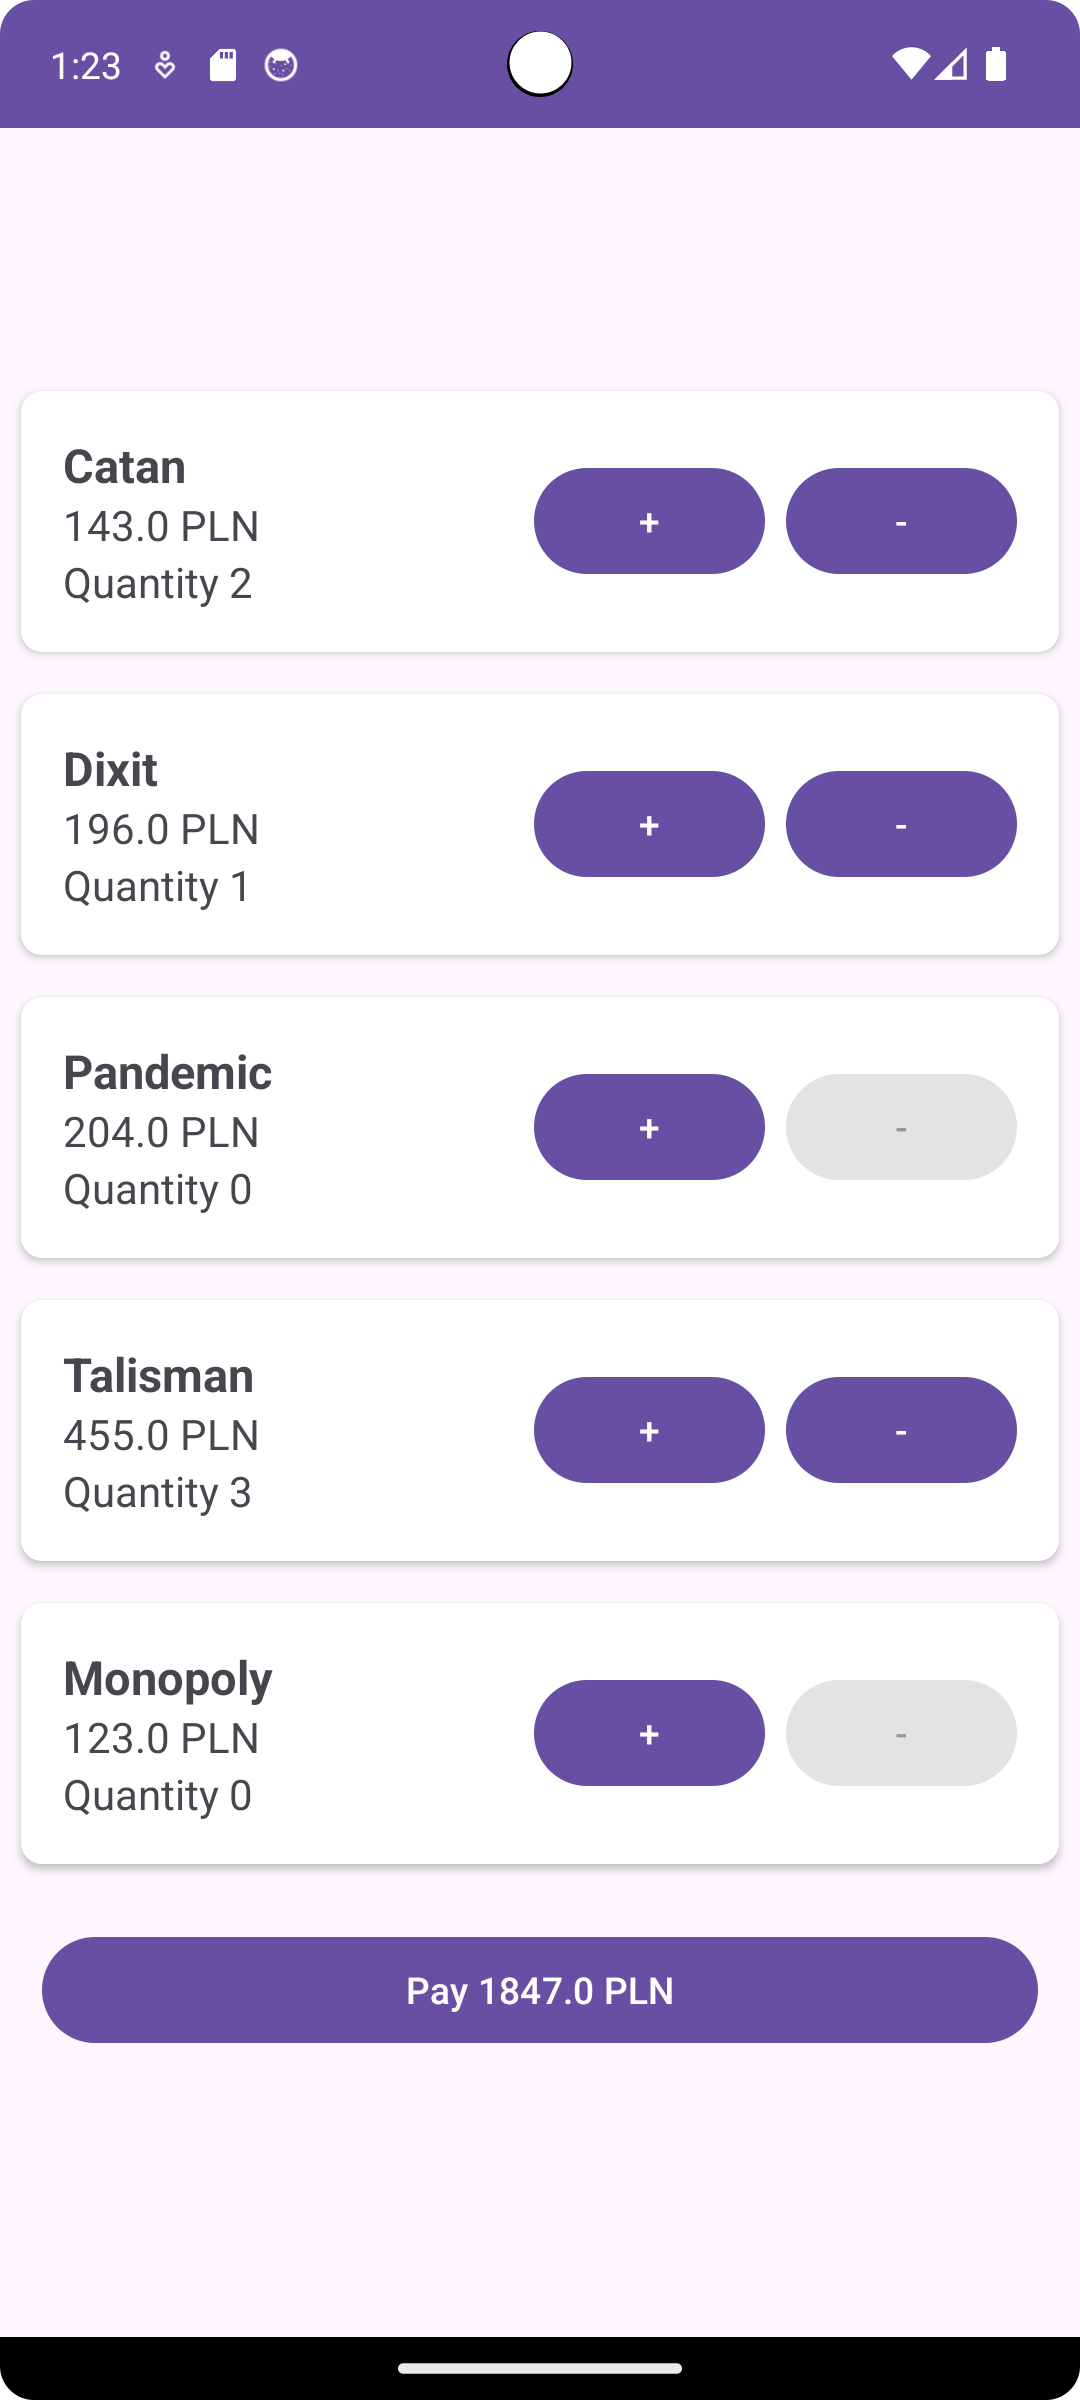 1:23
Catan
143.0 PLN
Quantity 2
+ -
Dixit
196.0 PLN
Quantity 1
+ -
Pandemic
204.0 PLN
Quantity 0
+ -
Talisman
455.0 PLN
Quantity 3
+ -
Monopoly
123.0 PLN
Quantity 0
+ -
Pay 1847.0 PLN